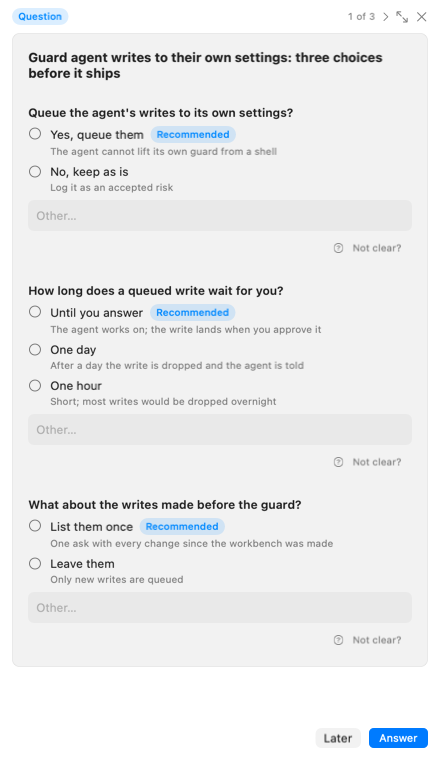 Question
1 of 3
Guard agent writes to their own settings: three choices
before it ships
Queue the agent's writes to its own settings?
Yes, queue them Recommended
The agent cannot lift its own guard from a shell
No, keep as is
Log it as an accepted risk
Other...
Not clear?
How long does a queued write wait for you?
Until you answer Recommended
The agent works on; the write lands when you approve it
One day
After a day the write is dropped and the agent is told
One hour
Short; most writes would be dropped overnight
Other...
Not clear?
What about the writes made before the guard?
List them once Recommended
One ask with every change since the workbench was made
Leave them
Only new writes are queued
Other...
Not clear?
Later Answer